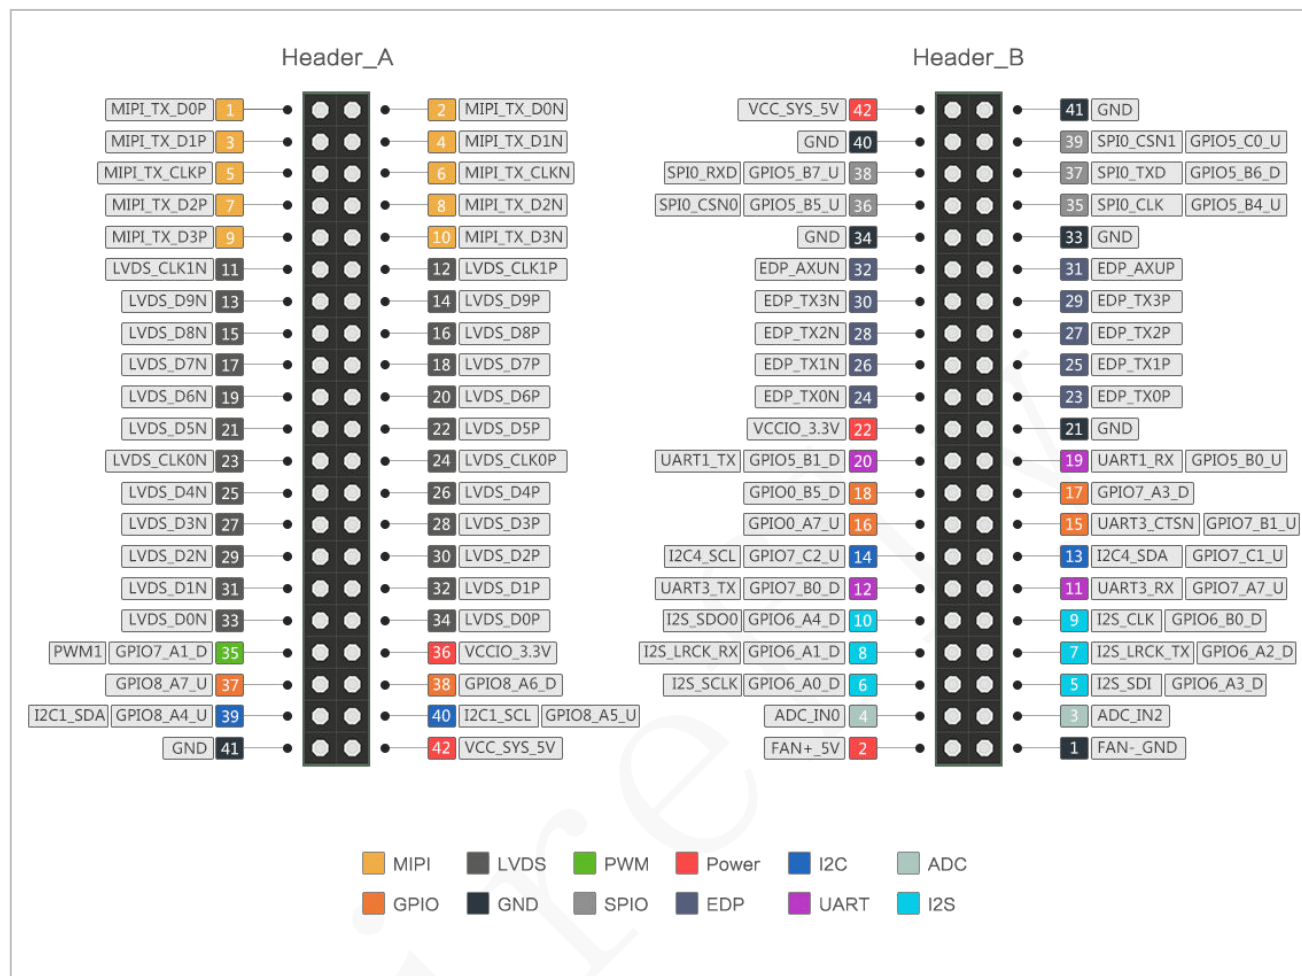 Header_A Header_B
MIPI_TX_D0P 1 2 MIPI_TX_D0N VCC_SYS_5V 42 41 GND
MIPI_TX_D1P 3 4 MIPI_TX_D1N GND 40 39 SPI0_CSN1 GPIO5_C0_U
MIPI_TX_CLKP 5 6 MIPI_TX_CLKN SPI0_RXD GPIO5_B7_U 38 37 SPI0_TXD GPIO5_B6_D
MIPI_TX_D2P 7 8 MIPI_TX_D2N SPI0_CSN0 GPIO5_B5_U 36 35 SPI0_CLK GPIO5_B4_U
MIPI_TX_D3P 9 10 MIPI_TX_D3N GND 34 33 GND
LVDS_CLK1N 11 12 LVDS_CLK1P EDP_AXUN 32 31 EDP_AXUP
LVDS_D9N 13 14 LVDS_D9P EDP_TX3N 30 29 EDP_TX3P
LVDS_D8N 15 16 LVDS_D8P EDP_TX2N 28 27 EDP_TX2P
LVDS_D7N 17 18 LVDS_D7P EDP_TX1N 26 25 EDP_TX1P
LVDS_D6N 19 20 LVDS_D6P EDP_TX0N 24 23 EDP_TX0P
LVDS_D5N 21 22 LVDS_D5P VCCIO_3.3V 22 21 GND
LVDS_CLK0N 23 24 LVDS_CLK0P UART1_TX GPIO5_B1_D 20 19 UART1_RX GPIO5_B0_U
LVDS_D4N 25 26 LVDS_D4P GPIO0_B5_D 18 17 GPIO7_A3_D
LVDS_D3N 27 28 LVDS_D3P GPIO0_A7_U 16 15 UART3_CTSN GPIO7_B1_U
LVDS_D2N 29 30 LVDS_D2P I2C4_SCL GPIO7_C2_U 14 13 I2C4_SDA GPIO7_C1_U
LVDS_D1N 31 32 LVDS_D1P UART3_TX GPIO7_B0_D 12 11 UART3_RX GPIO7_A7_U
LVDS_D0N 33 34 LVDS_D0P I2S_SDO0 GPIO6_A4_D 10 9 I2S_CLK GPIO6_B0_D
PWM1 GPIO7_A1_D 35 36 VCCIO_3.3V I2S_LRCK_RX GPIO6_A1_D 8 7 I2S_LRCK_TX GPIO6_A2_D
GPIO8_A7_U 37 38 GPIO8_A6_D I2S_SCLK GPIO6_A0_D 6 5 I2S_SDI GPIO6_A3_D
I2C1_SDA GPIO8_A4_U 39 40 I2C1_SCL GPIO8_A5_U ADC_IN0 4 3 ADC_IN2
GND 41 42 VCC_SYS_5V FAN+_5V 2 1 FAN-_GND
MIPI LVDS PWM Power I2C ADC
GPIO GND SPIO EDP UART I2S